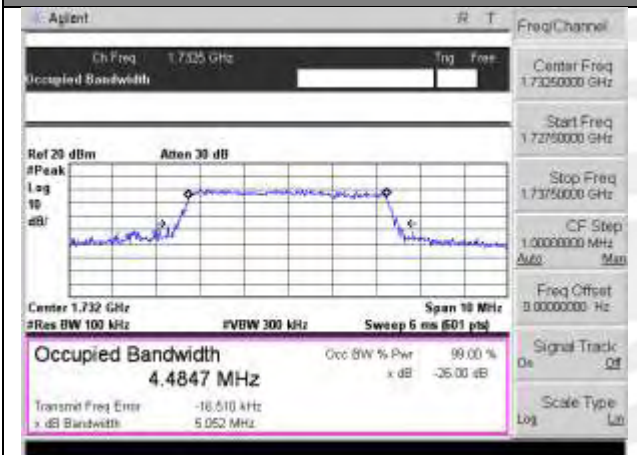 Agilent R T
Freq/Channel
Ch Freq 1.7325 GHz Trig Free
Occupied Bandwidth
Center Freq
1.73250000 GHz
Start Freq
1.72750000 GHz
Stop Freq
1.73750000 GHz
CF Step
1.00000000 MHz
Auto Man
Freq Offset
0.00000000 Hz
Signal Track
On Off
Scale Type
Log Lin
Ref 20 dBm Atten 30 dB
#Peak
Log
10
dB/
Center 1.732 GHz Span 10 MHz
#Res BW 100 kHz #VBW 300 kHz Sweep 6 ms (601 pts)
Occupied Bandwidth Occ BW % Pwr 99.00 %
4.4847 MHz x dB -26.00 dB
Transmit Freq Error -16.510 kHz
x dB Bandwidth 5.052 MHz